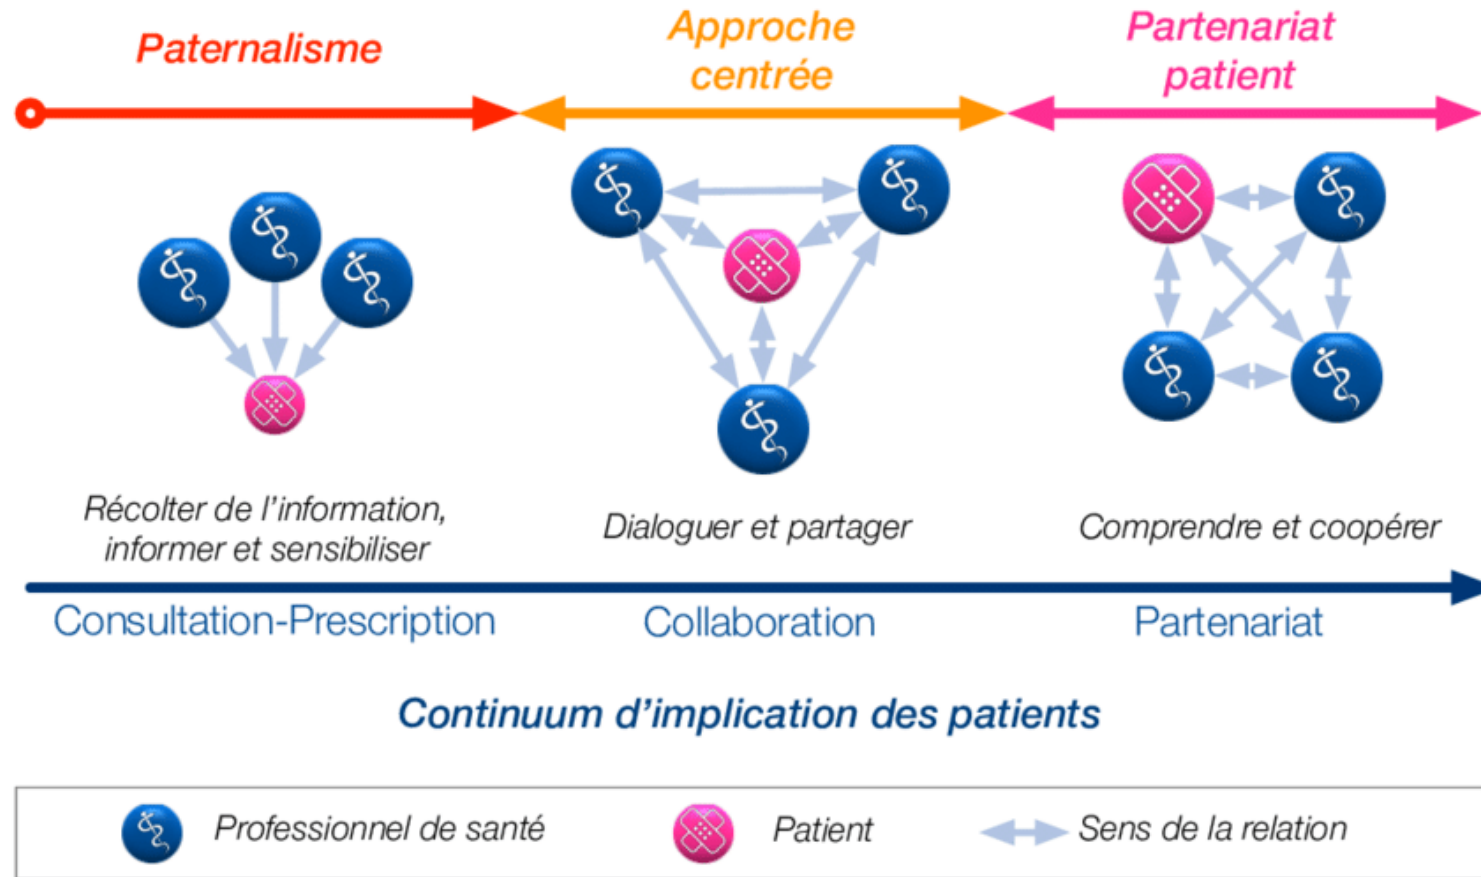 Paternalisme
Approche
centrée
Partenariat
patient
Récolter de l'information,
informer et sensibiliser
Dialoguer et partager
Comprendre et coopérer
Consultation-Prescription
Collaboration
Partenariat
Continuum d'implication des patients
Professionnel de santé
Patient
Sens de la relation